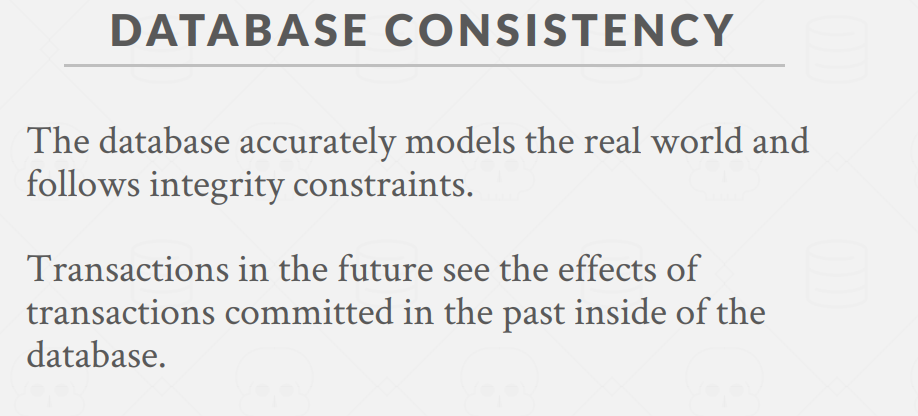 DATABASE CONSISTENCY
The database accurately models the real world and
follows integrity constraints.
Transactions in the future see the effects of
transactions committed in the past inside of the
database.